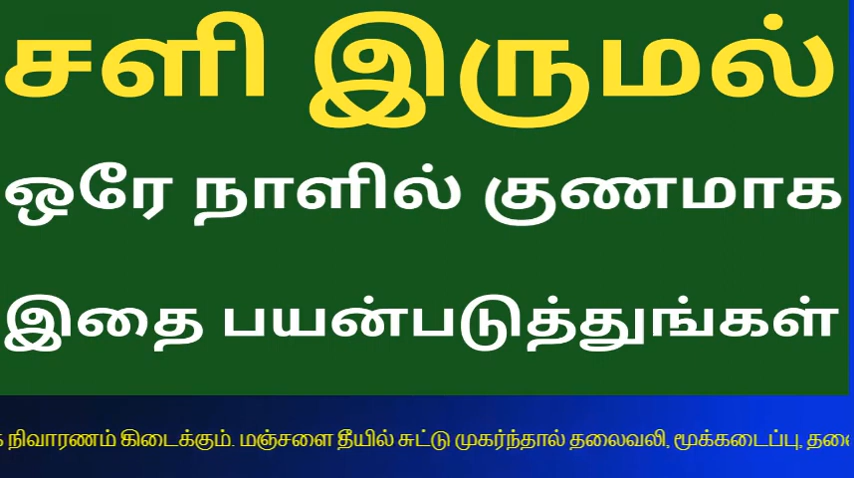 சளி இருமல்
ஒரே நாளில் குணமாக
இதை பயன்படுத்துங்கள்
நிவாரணம் கிடைக்கும். மஞ்சளை தீயில் சுட்டு முகர்ந்தால் தலைவலி, மூக்கடைப்பு,